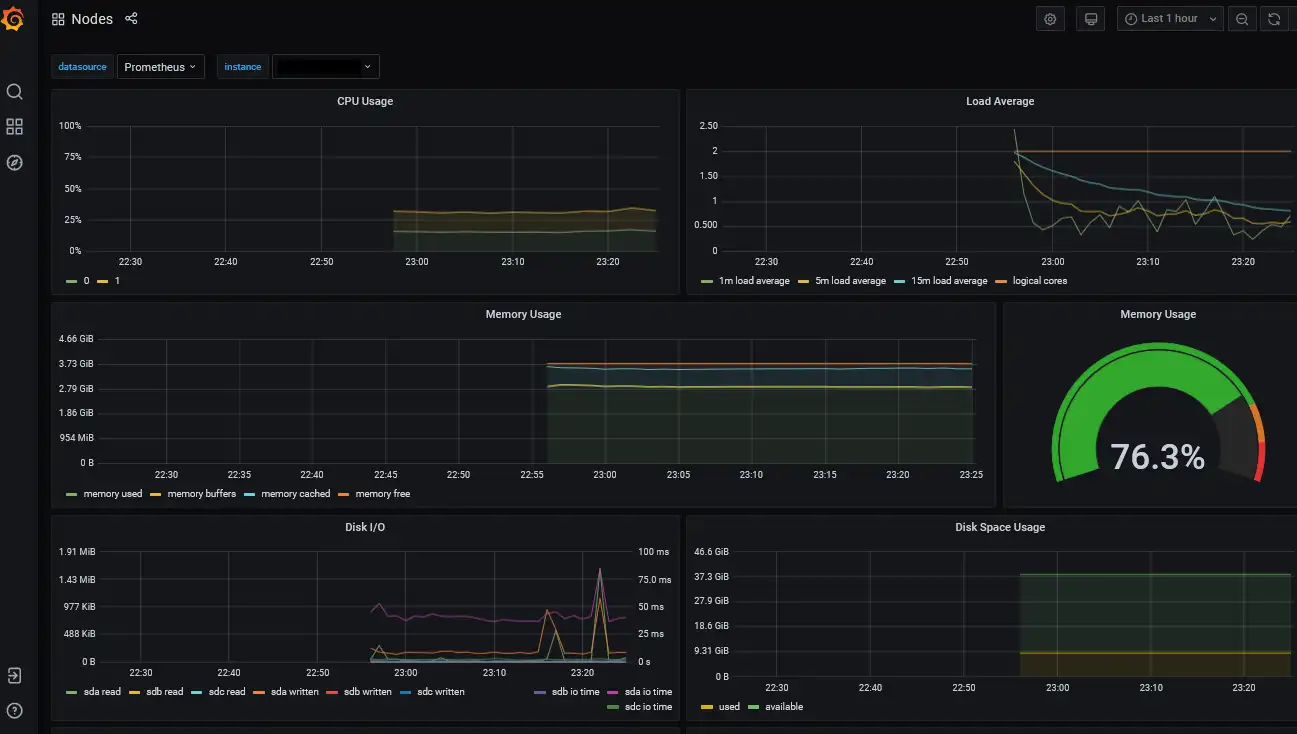 Nodes
Last 1 hour
datasource Prometheus instance
CPU Usage
100%
75%
50%
25%
0%
22:30 22:40 22:50 23:00 23:10 23:20
0 1
Load Average
2.50
2
1.50
1
0.500
0
22:30 22:40 22:50 23:00 23:10 23:20
1m load average 5m load average 15m load average logical cores
Memory Usage
4.66 GiB
3.73 GiB
2.79 GiB
1.86 GiB
954 MiB
0 B
22:30 22:35 22:40 22:45 22:50 22:55 23:00 23:05 23:10 23:15 23:20 23:25
memory used memory buffers memory cached memory free
Memory Usage
76.3%
Disk I/O
1.91 MiB
1.43 MiB
977 KiB
488 KiB
0 B
100 ms
75.0 ms
50 ms
25 ms
0 s
22:30 22:40 22:50 23:00 23:10 23:20
sda read sdb read sdc read sda written sdb written sdc written sdb io time sda io time
sdc io time
Disk Space Usage
46.6 GiB
37.3 GiB
27.9 GiB
18.6 GiB
9.31 GiB
0 B
22:30 22:40 22:50 23:00 23:10 23:20
used available